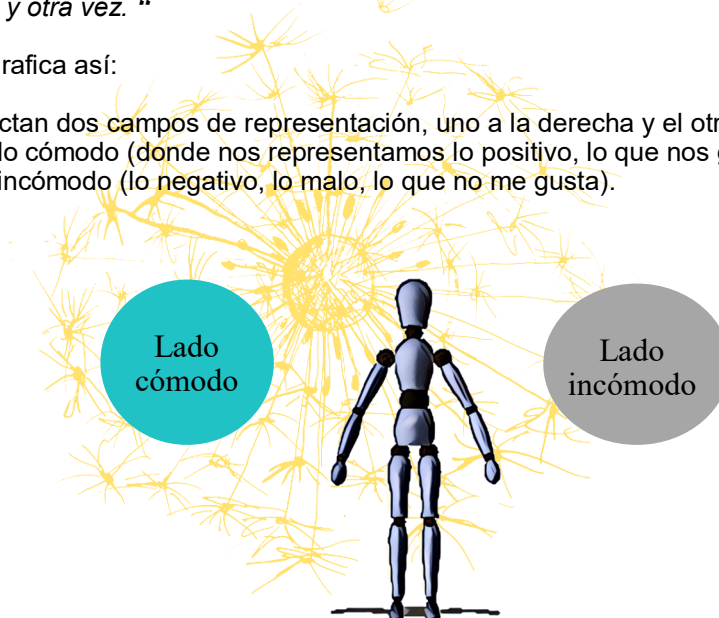 y otra vez. "
rafica así:
ctan dos campos de representación, uno a la derecha y el otr
lo cómodo (donde nos representamos lo positivo, lo que nos g
incómodo (lo negativo, lo malo, lo que no me gusta).
Lado
cómodo
Lado
incómodo